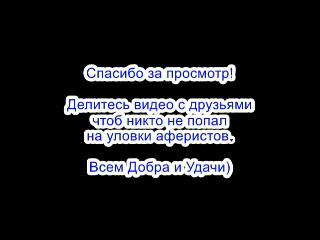 Спасибо за просмотр!
Делитесь видео с друзьями
чтоб никто не попал
на уловки аферистов.
Всем Добра и Удачи)